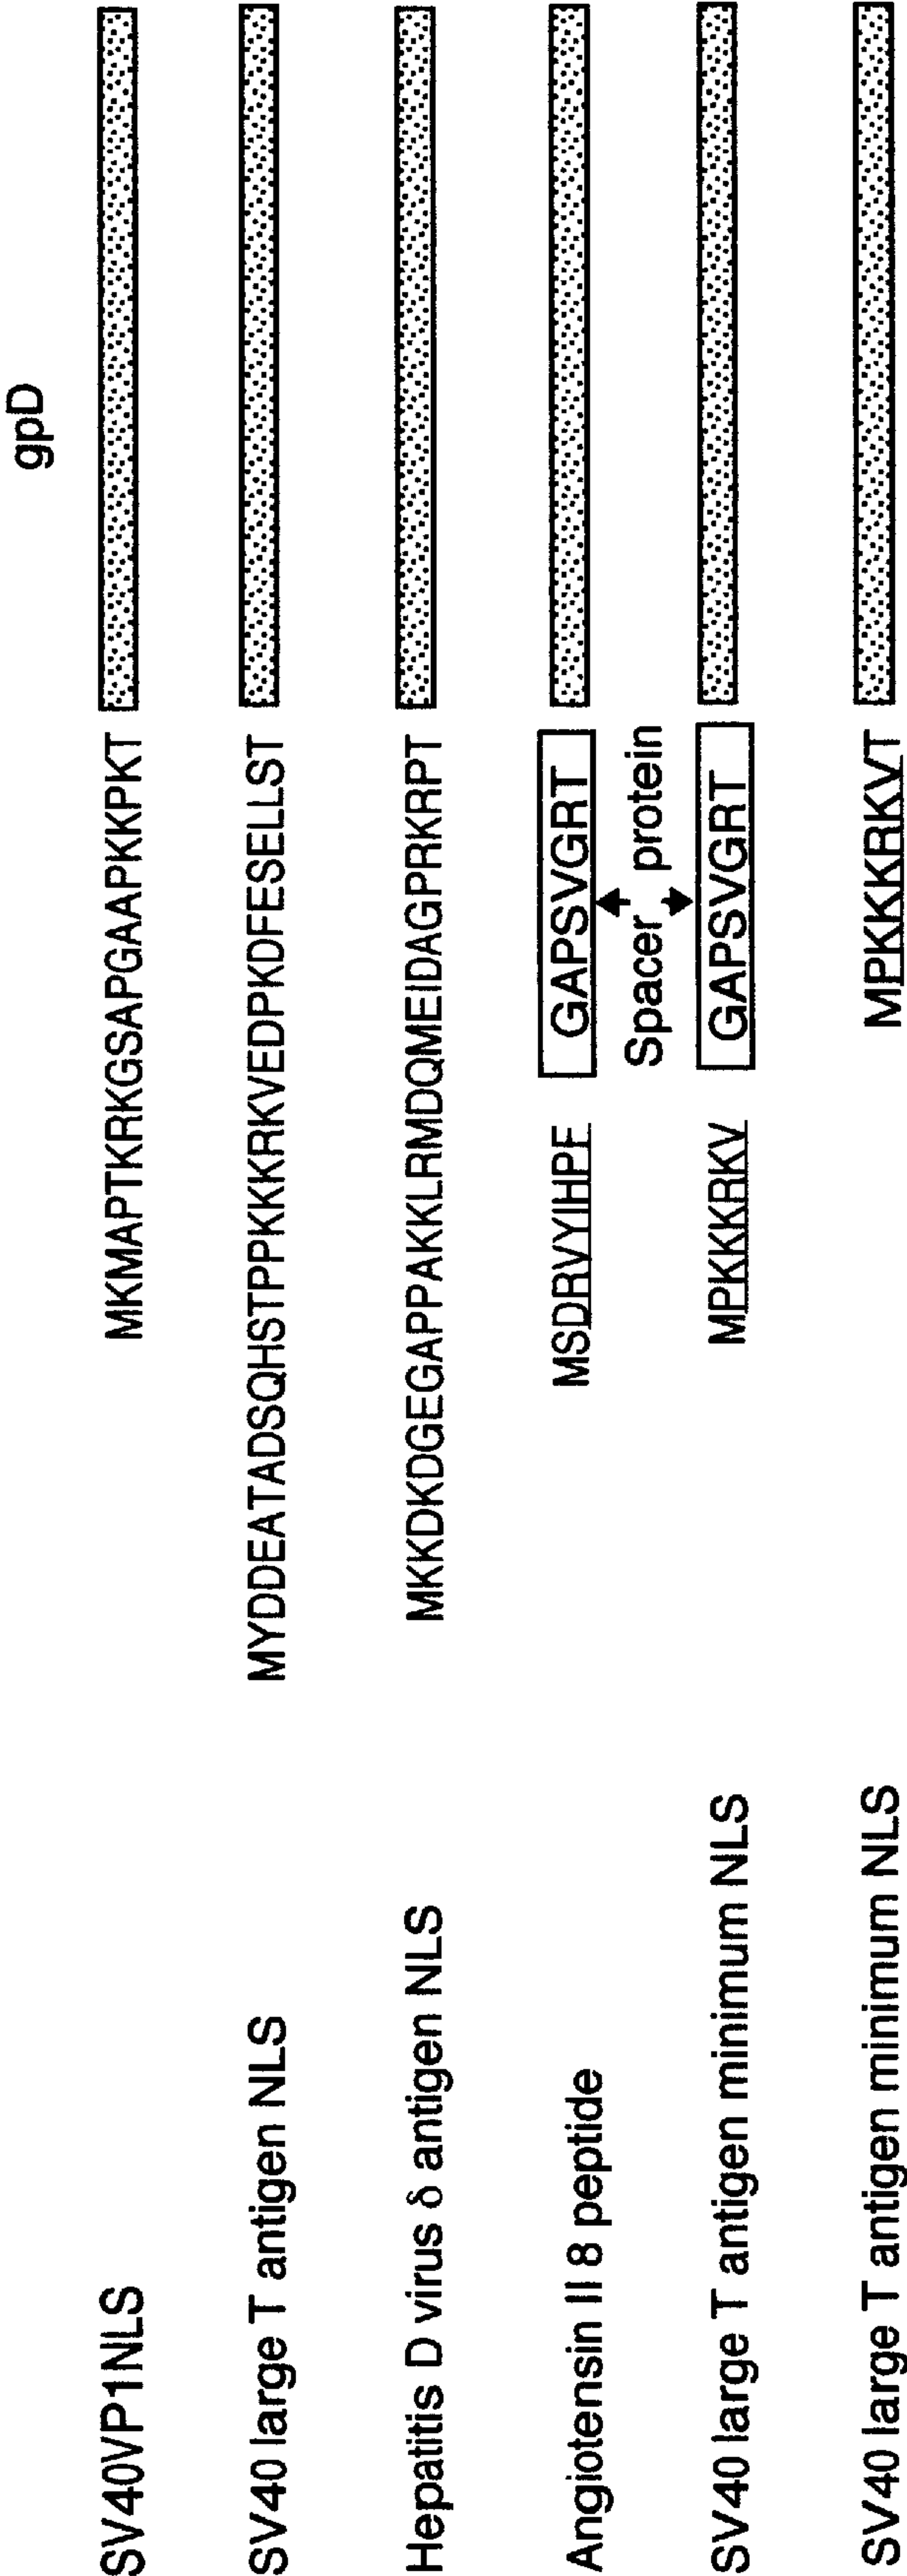 gpD
SV40VP1NLS MKMAPTKRKGSAPGAAPKKPKT
SV40 large T antigen NLS MYDDEATADSQHSTPPKKKRKVEDPKDFESELLST
Hepatitis D virus δ antigen NLS MKKDKDGEGAPPAKKLRMDQMEIDAGPRKRPT
Angiotensin II 8 peptide MSDRVYIHPF GAPSVGRT
Spacer protein
SV40 large T antigen minimum NLS MPKKKRKV GAPSVGRT
SV40 large T antigen minimum NLS MPKKKRKVT